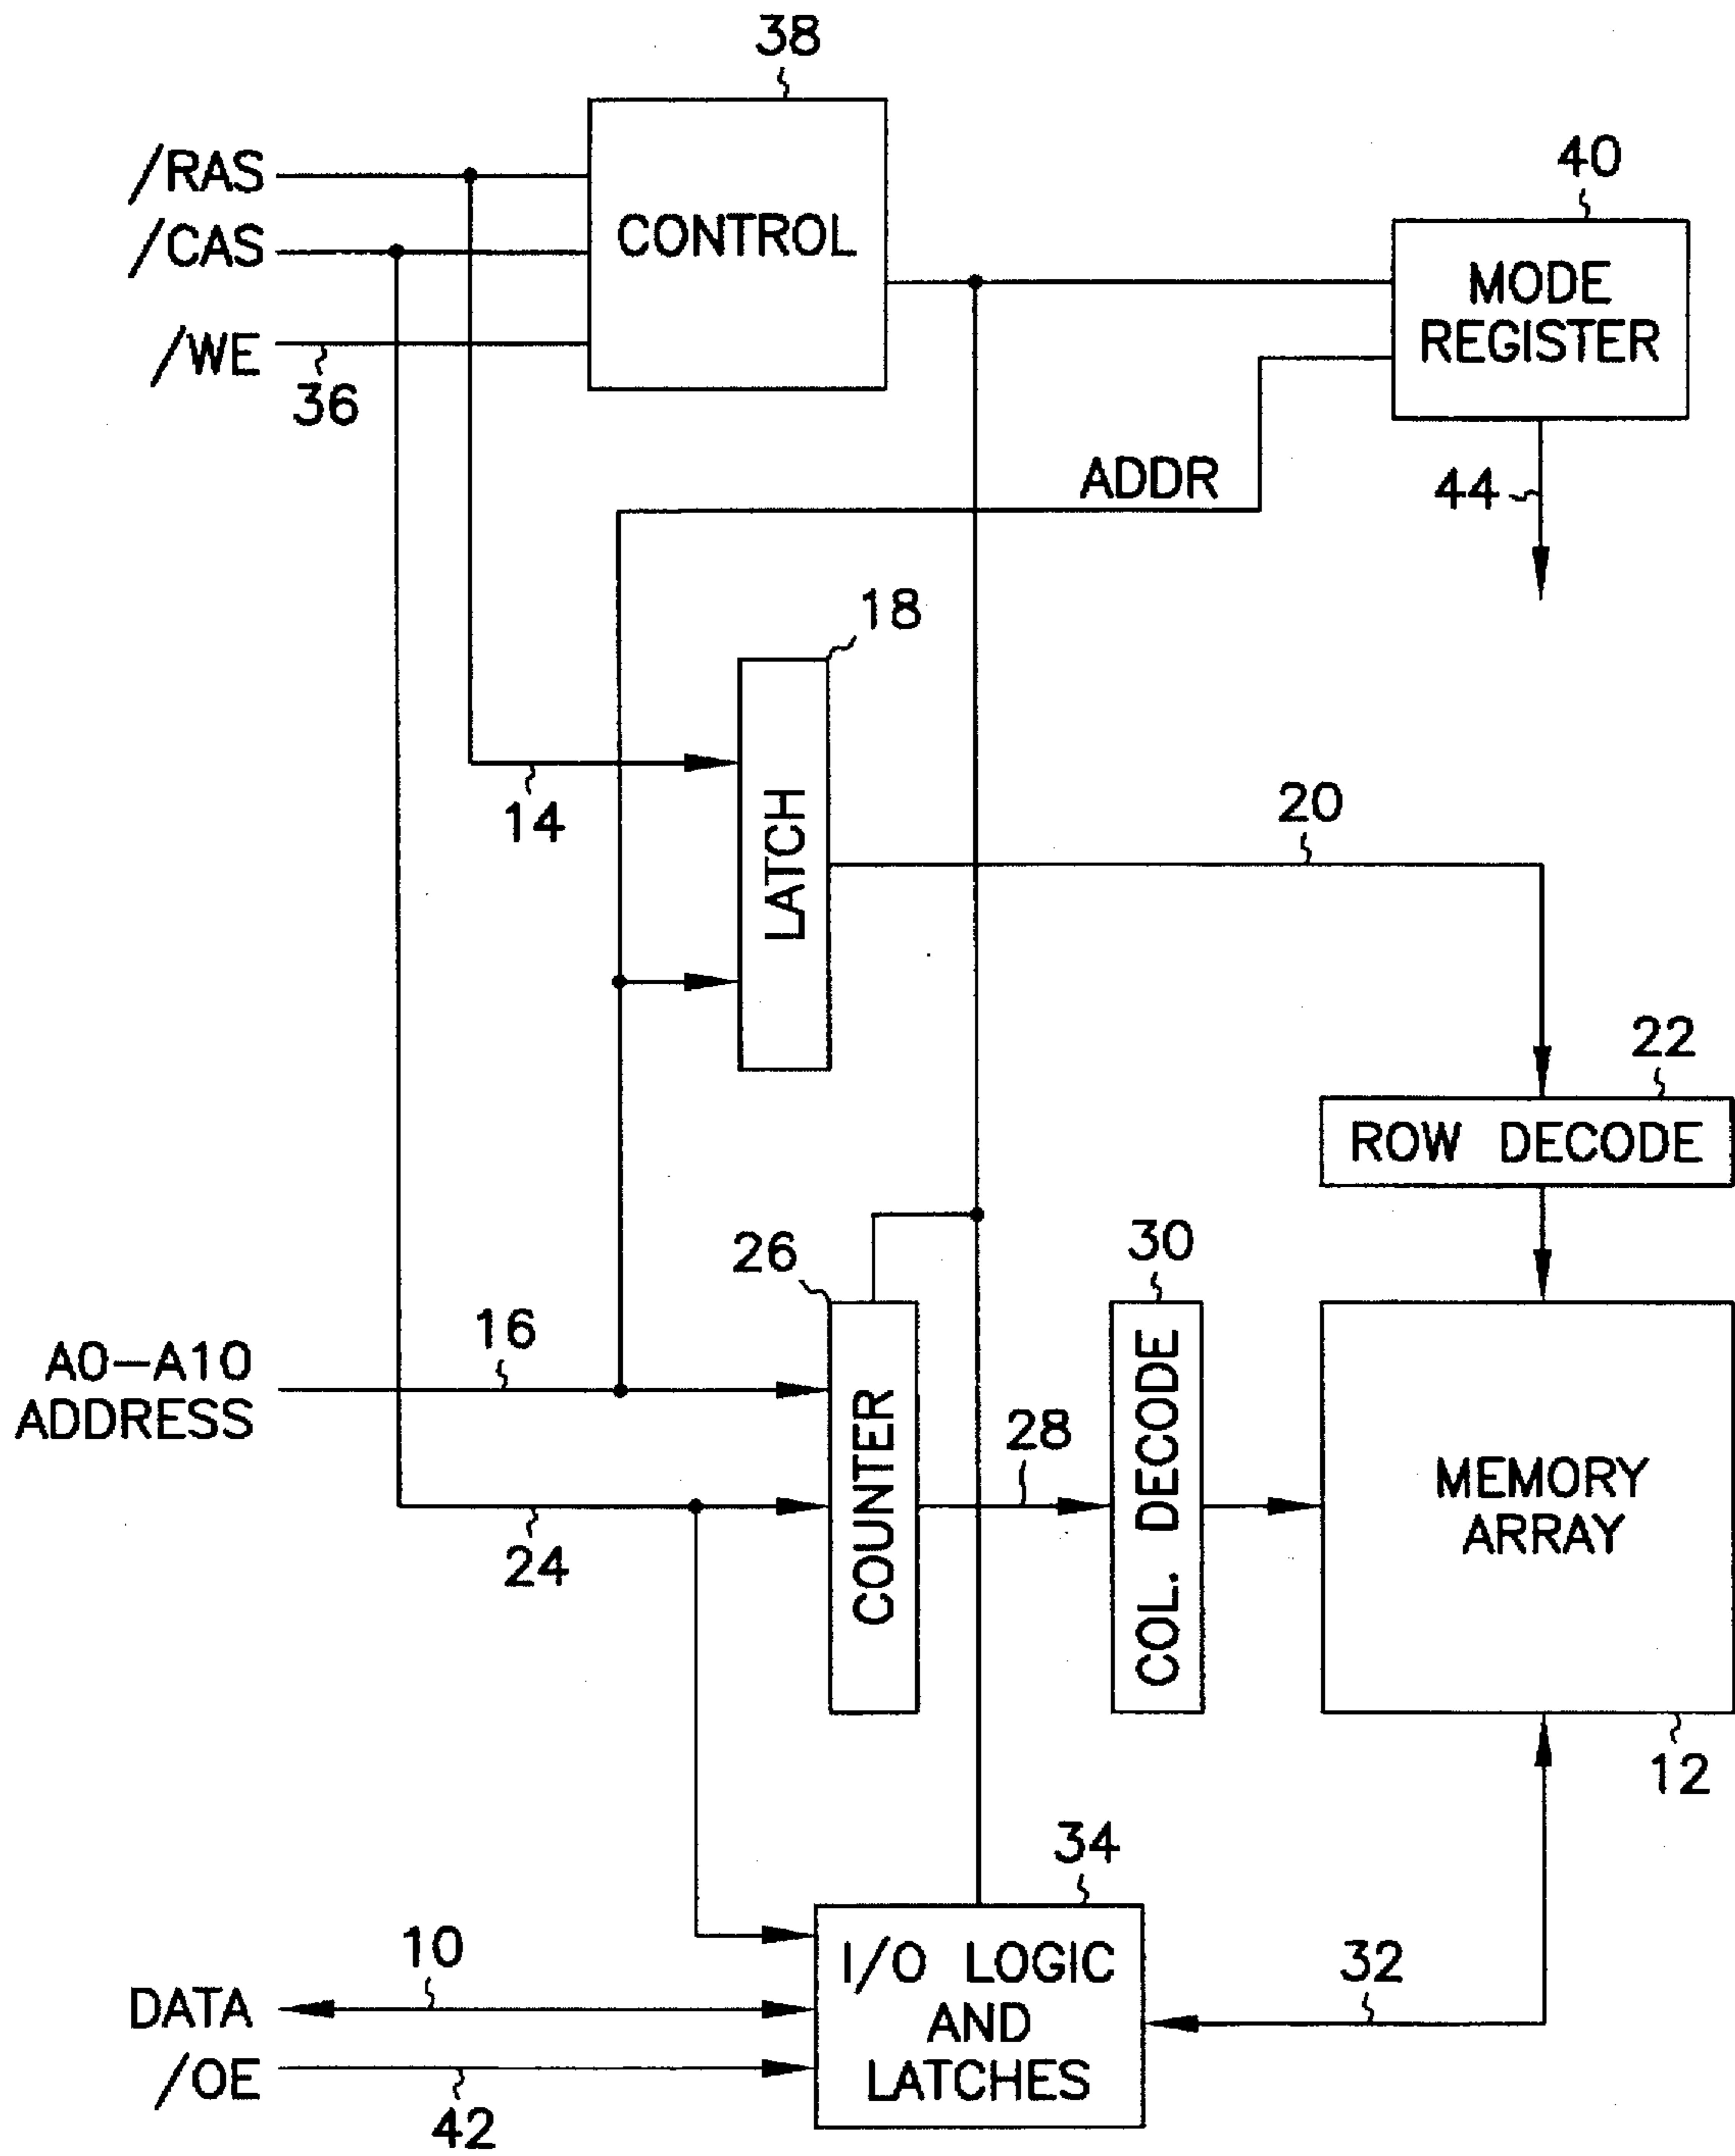 38
/RAS
/CAS
/WE
36
CONTROL
40
MODE
REGISTER
ADDR
44
18
14
LATCH
20
22
ROW DECODE
26
30
A0-A10
ADDRESS
16
24
COUNTER
28
COL. DECODE
MEMORY
ARRAY
12
34
DATA
10
/OE
42
I/O LOGIC
AND
LATCHES
32